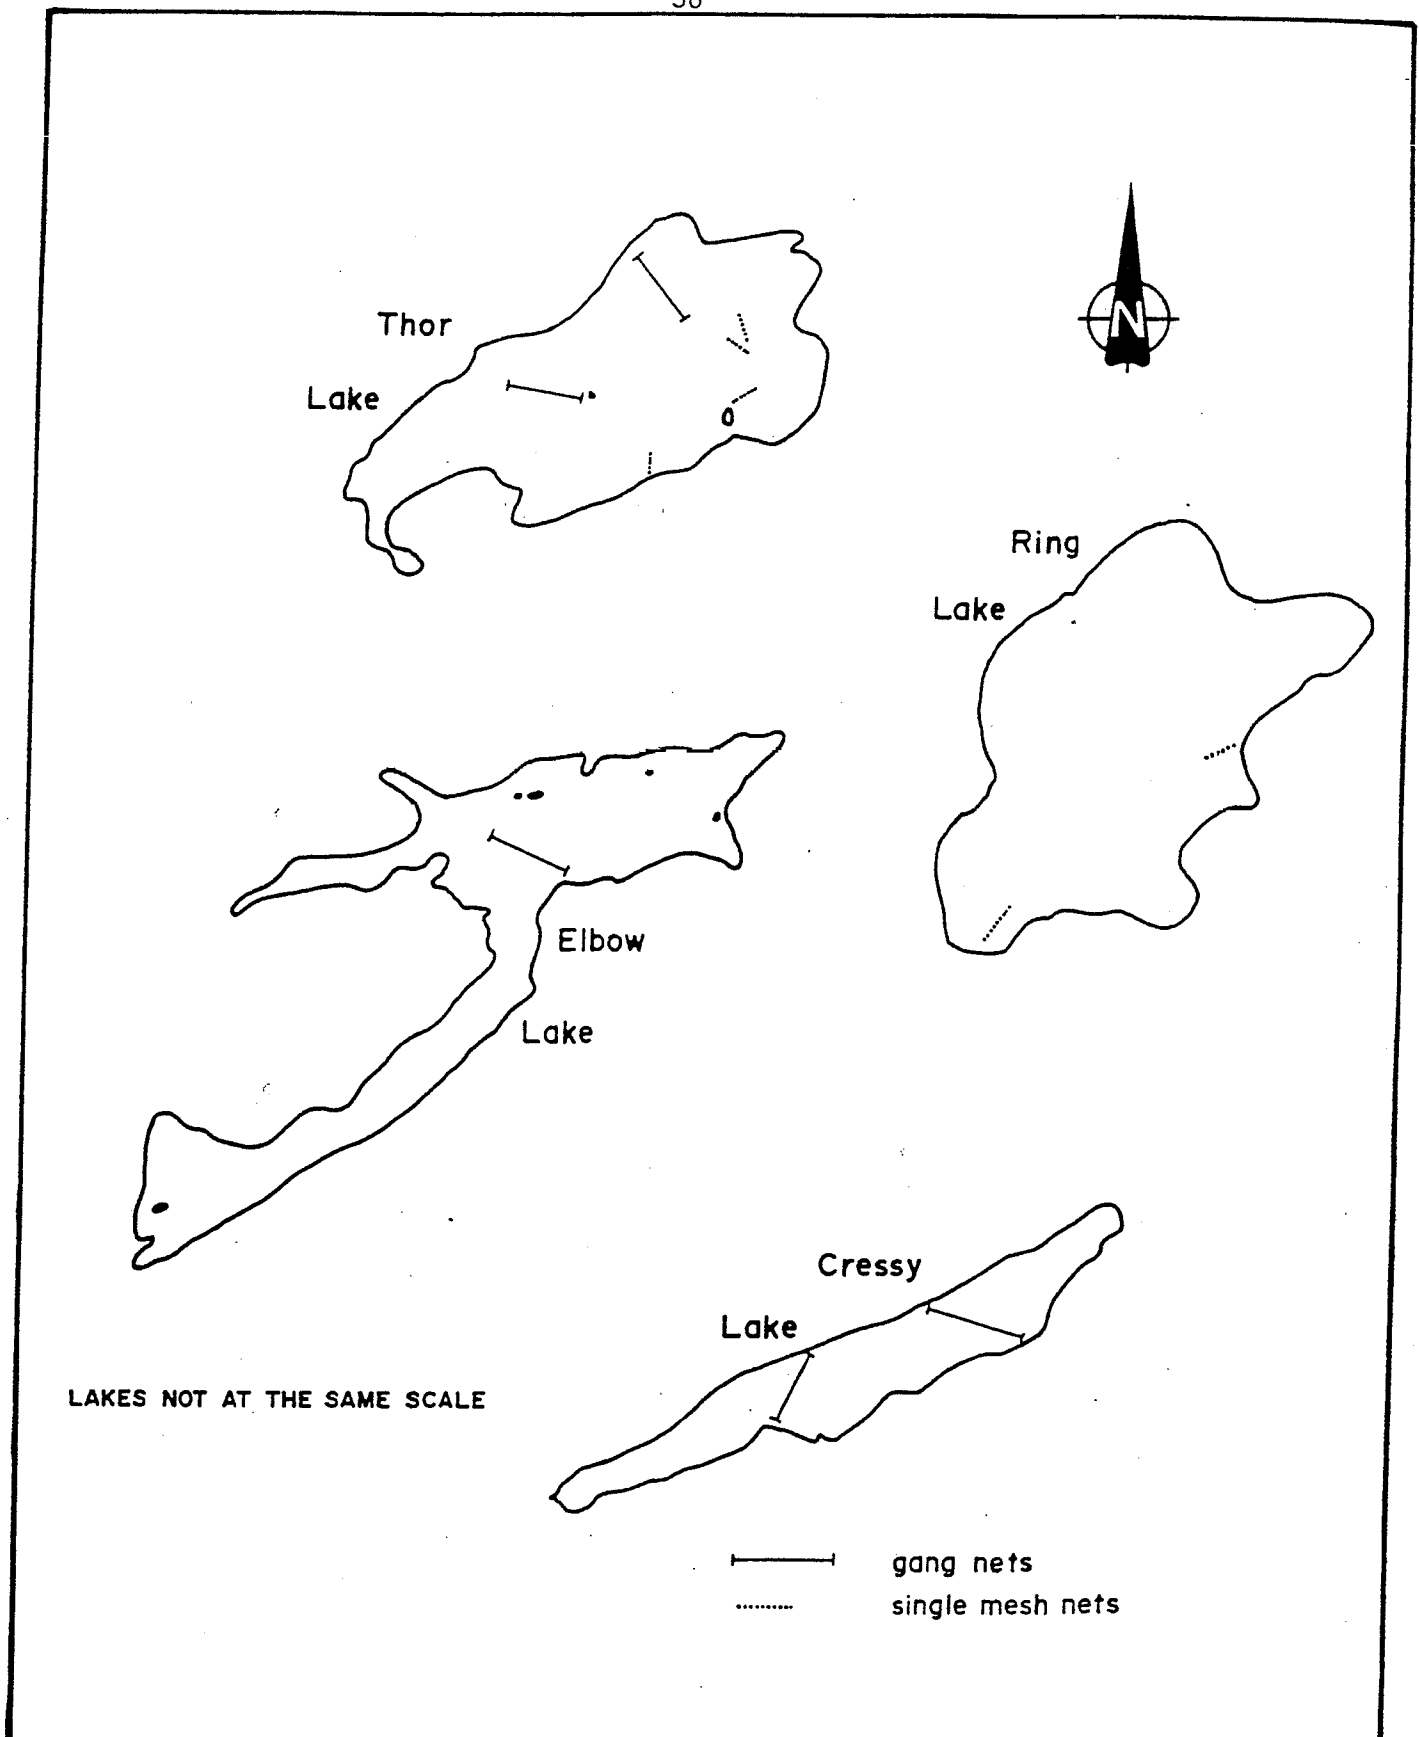 Thor
Lake
N
Ring
Lake
Elbow
Lake
Cressy
Lake
LAKES NOT AT THE SAME SCALE
gang nets
single mesh nets